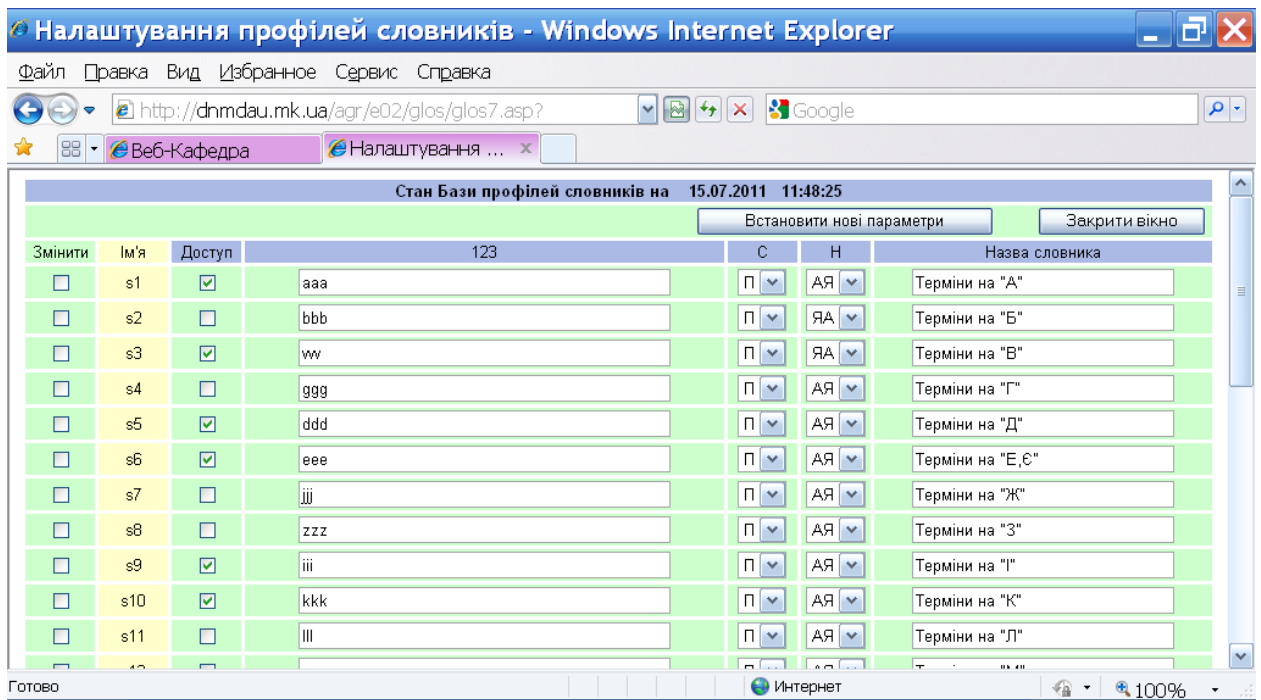 Налаштування профілей словників - Windows Internet Explorer
Файл Правка Вид Избранное Сервис Справка
http://dnmdau.mk.ua/agr/e02/glos/glos7.asp? Google
Веб-Кафедра Налаштування ... x
Стан Бази профілей словників на 15.07.2011 11:48:25
Встановити нові параметри Закрити вікно
Змінити Ім'я Доступ 123 С Н Назва словника
s1 aaa П АЯ Терміни на "А"
s2 bbb П ЯА Терміни на "Б"
s3 vvv П ЯА Терміни на "В"
s4 ggg П АЯ Терміни на "Г"
s5 ddd П АЯ Терміни на "Д"
s6 eee П АЯ Терміни на "Е,Є"
s7 jjj П АЯ Терміни на "Ж"
s8 zzz П АЯ Терміни на "З"
s9 iii П АЯ Терміни на "І"
s10 kkk П АЯ Терміни на "К"
s11 lll П АЯ Терміни на "Л"
Готово Интернет 100%